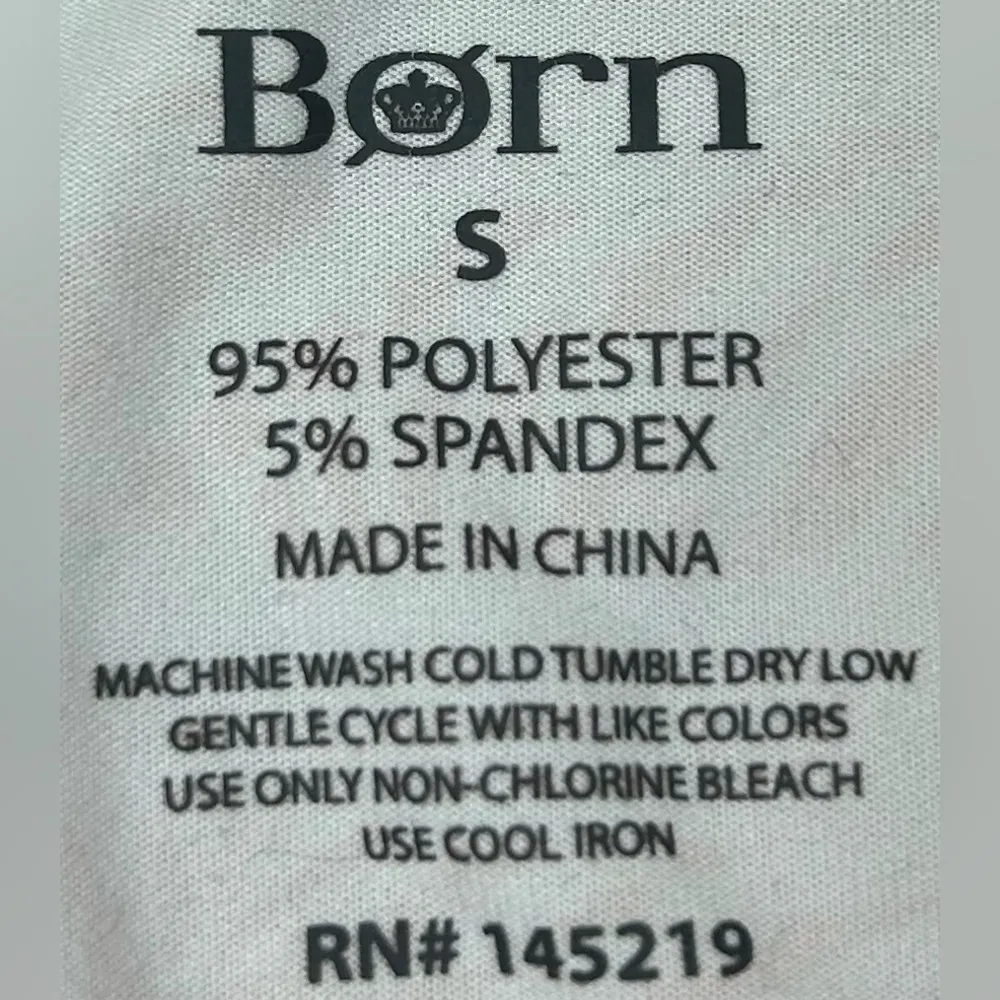 Børn
S
95% POLYESTER
5% SPANDEX
MADE IN CHINA
MACHINE WASH COLD TUMBLE DRY LOW
GENTLE CYCLE WITH LIKE COLORS
USE ONLY NON-CHLORINE BLEACH
USE COOL IRON
RN# 145219